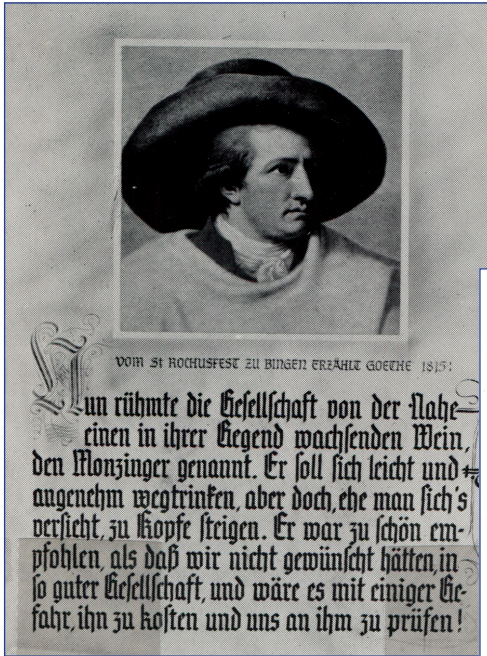 VOM St ROCHUSFEST ZU BINGEN ERZÄHLT GOETHE 1815:
Nun rühmte die Geſellſchaft von der Nahe
einen in ihrer Gegend wachſenden Wein,
den Monzinger genannt. Er ſoll ſich leicht und
angenehm wegtrinken, aber doch, ehe man ſich's
verſieht, zu Kopfe ſteigen. Er war zu ſchön em-
pfohlen, als daß wir nicht gewünſcht hätten, in
ſo guter Geſellſchaft, und wäre es mit einiger Ge-
fahr, ihn zu koſten und uns an ihm zu prüfen!